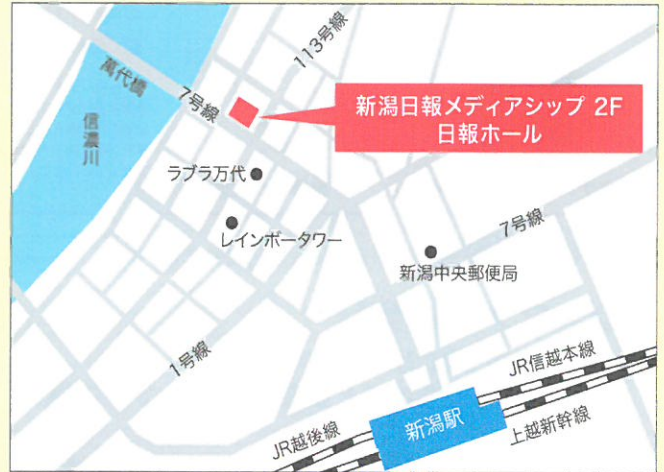 萬代橋
7号線
113号線
信濃川
新潟日報メディアシップ 2F
日報ホール
ラブラ万代
レインボータワー
7号線
新潟中央郵便局
1号線
JR信越本線
新潟駅
上越新幹線
JR越後線